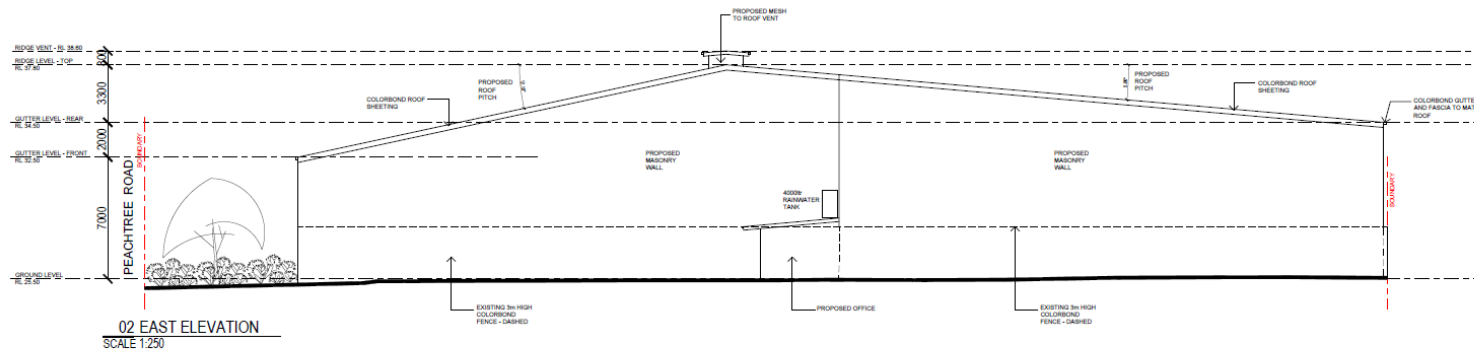 PROPOSED MESH
TO ROOF VENT
RIDGE VENT - RL 38.60
800
RIDGE LEVEL - TOP
RL 37.80
3300
PROPOSED
ROOF
PITCH
PROPOSED
ROOF
PITCH
COLORBOND ROOF
SHEETING
COLORBOND ROOF
SHEETING
COLORBOND GUTTE
AND FASCIA TO MAT
ROOF
GUTTER LEVEL - REAR
RL 34.50
2000
BOUNDARY
GUTTER LEVEL - FRONT
RL 32.50
PROPOSED
MASONRY
WALL
PROPOSED
MASONRY
WALL
BOUNDARY
PEACHTREE ROAD
7000
4000ltr
RAINWATER
TANK
GROUND LEVEL
RL 25.50
EXISTING 3m HIGH
COLORBOND
FENCE - DASHED
PROPOSED OFFICE
EXISTING 3m HIGH
COLORBOND
FENCE - DASHED
02 EAST ELEVATION
SCALE 1:250